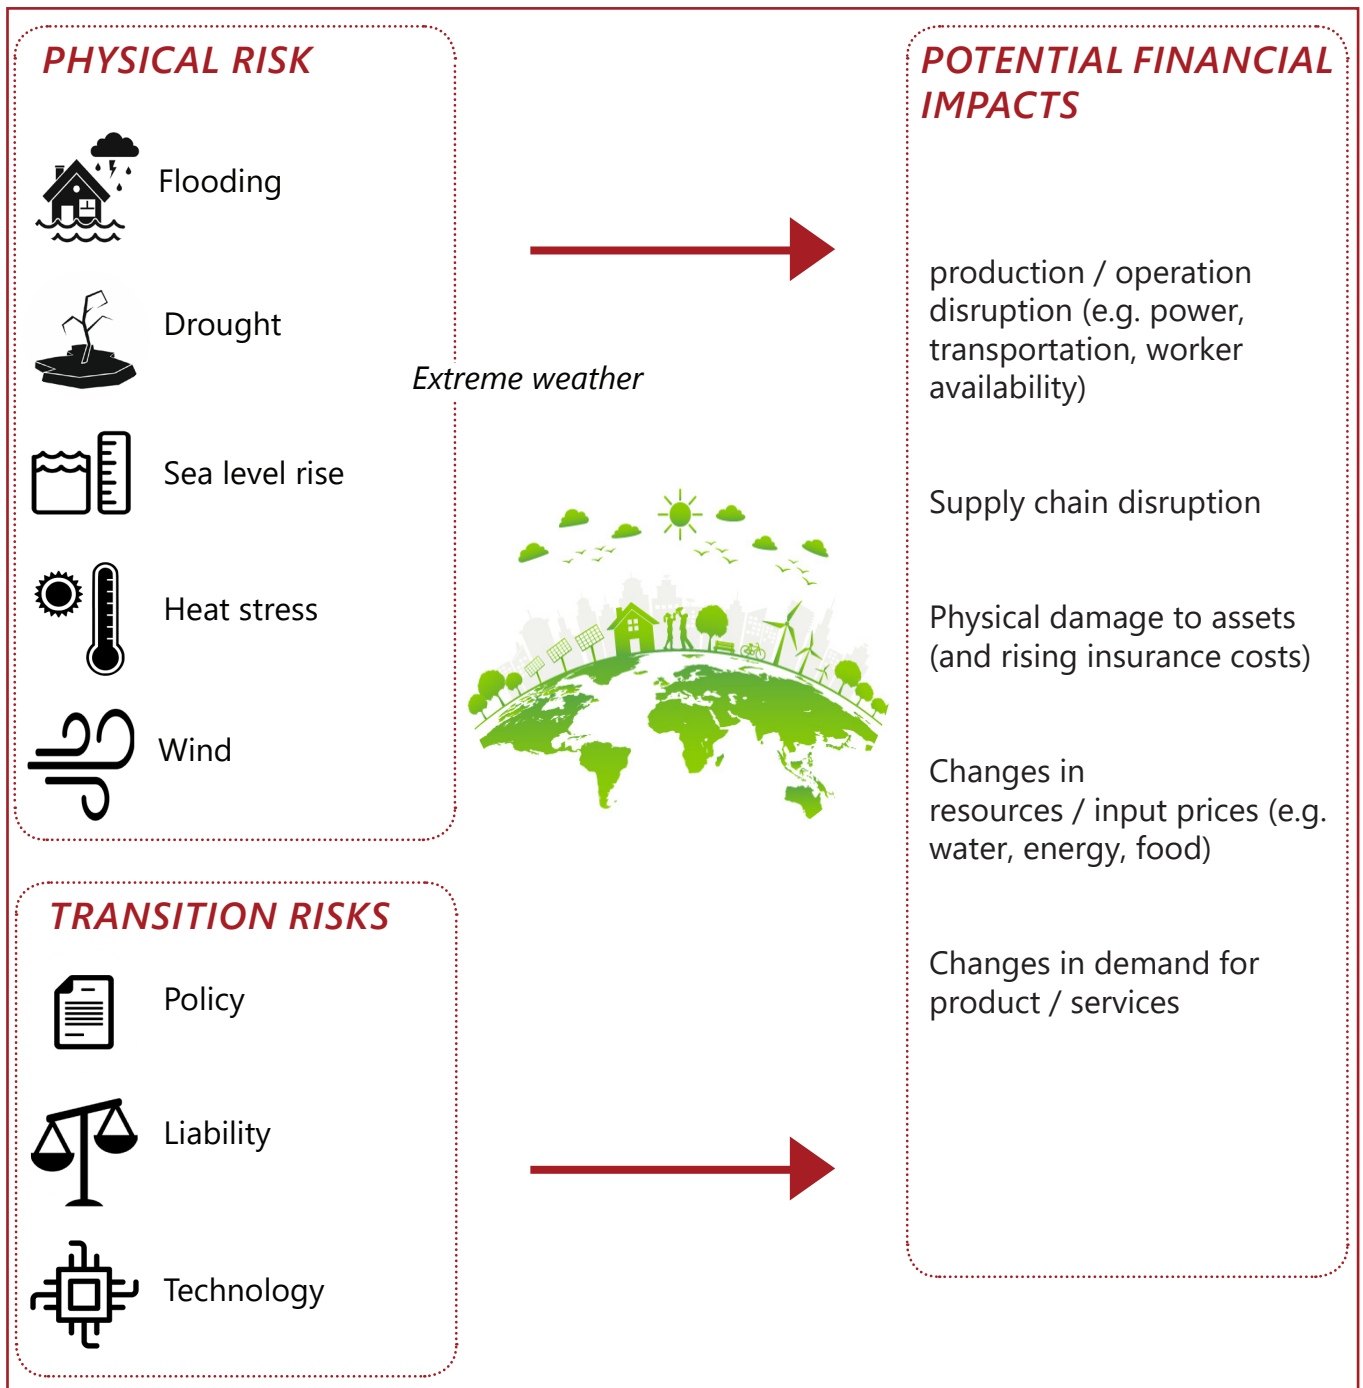 PHYSICAL RISK
Flooding
Drought
Extreme weather
Sea level rise
Heat stress
Wind
TRANSITION RISKS
Policy
Liability
Technology
POTENTIAL FINANCIAL
IMPACTS
production / operation
disruption (e.g. power,
transportation, worker
availability)
Supply chain disruption
Physical damage to assets
(and rising insurance costs)
Changes in
resources / input prices (e.g.
water, energy, food)
Changes in demand for
product / services